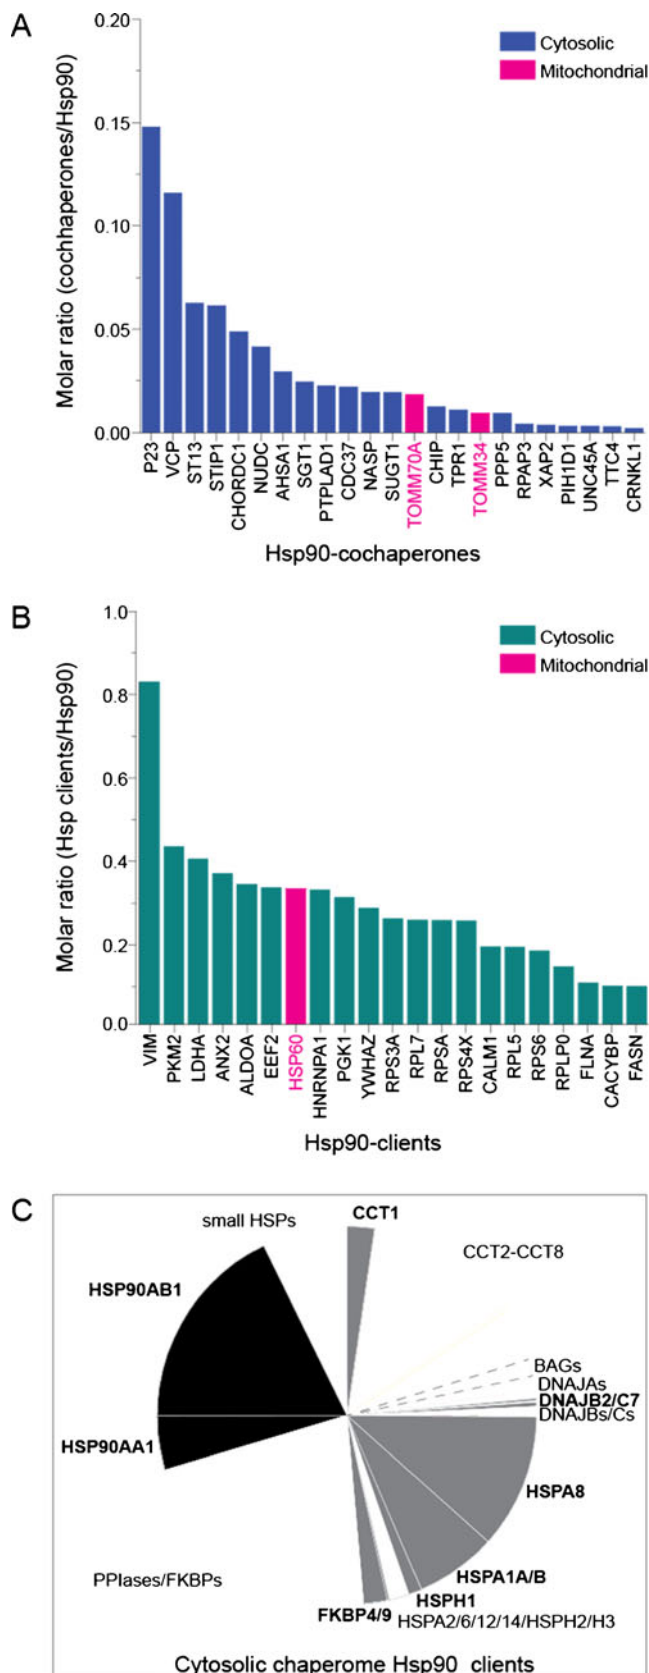 A
0.20
0.15
0.10
0.05
0.00
Molar ratio (cochhaperones/Hsp90)
Cytosolic
Mitochondrial
P23
VCP
ST13
STIP1
CHORDC1
NUDC
AHSA1
SGT1
PTPLAD1
CDC37
NASP
SUGT1
TOMM70A
CHIP
TPR1
TOMM34
PPP5
RPAP3
XAP2
PIH1D1
UNC45A
TTC4
CRNKL1
Hsp90-cochaperones
B
1.0
0.8
0.6
0.4
0.2
0.0
Molar ratio (Hsp clients/Hsp90)
Cytosolic
Mitochondrial
VIM
PKM2
LDHA
ANX2
ALDOA
EEF2
HSP60
HNRNPA1
PGK1
YWHAZ
RPS3A
RPL7
RPSA
RPS4X
CALM1
RPL5
RPS6
RPLP0
FLNA
CACYBP
FASN
Hsp90-clients
C
CCT1
small HSPs
CCT2-CCT8
HSP90AB1
BAGs
DNAJAs
DNAJB2/C7
DNAJBs/Cs
HSP90AA1
HSPA8
HSPA1A/B
PPIases/FKBPs
HSPH1
FKBP4/9
HSPA2/6/12/14/HSPH2/H3
Cytosolic chaperome Hsp90 clients